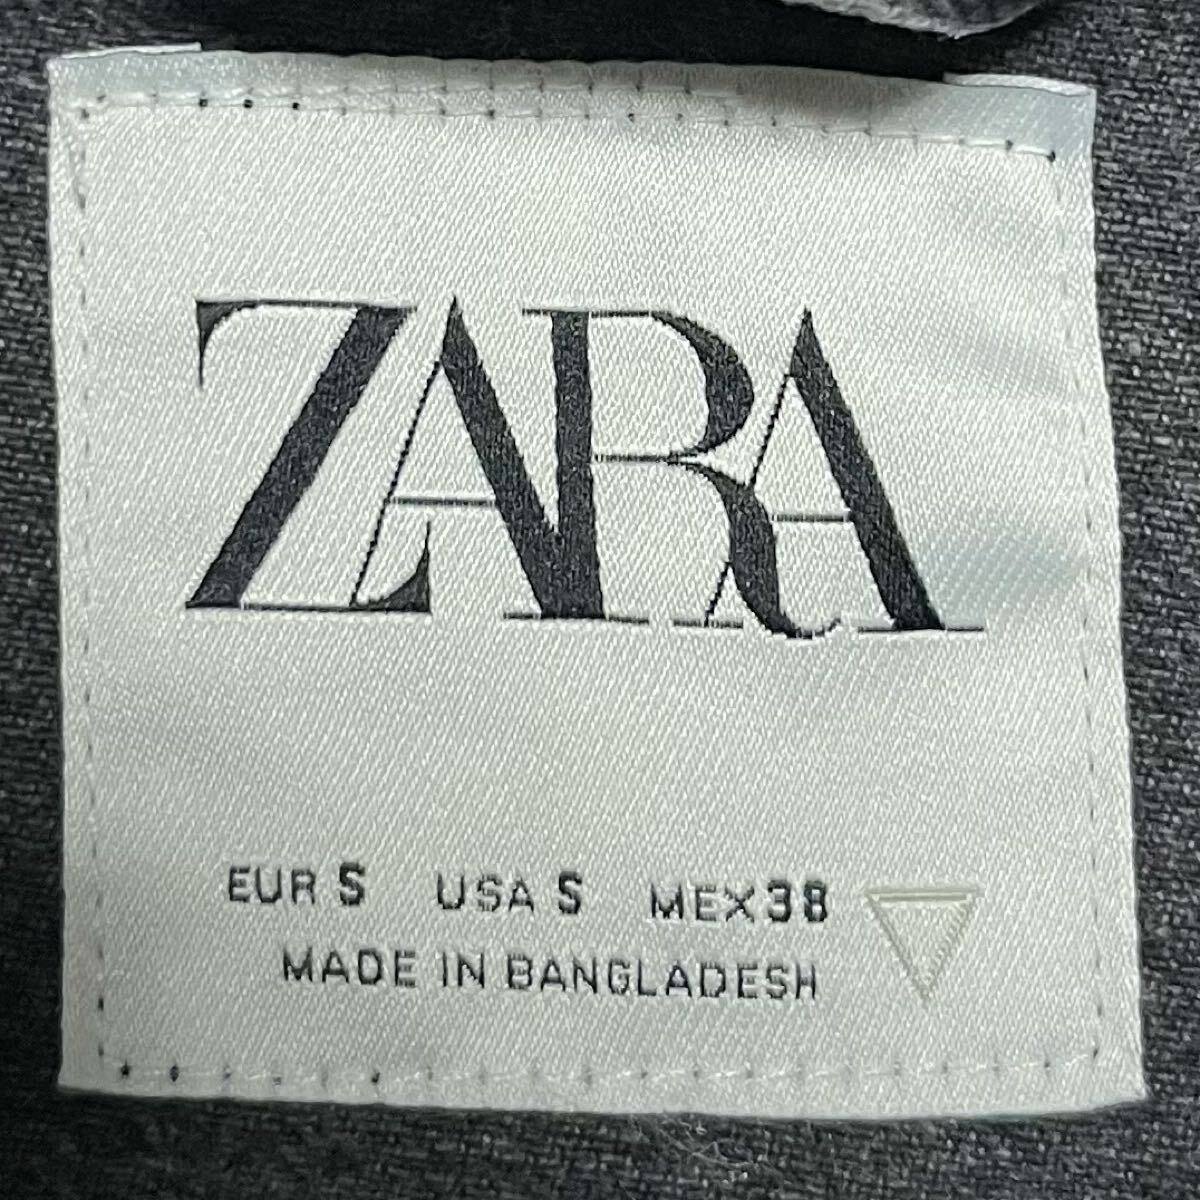 ZARA
EUR S USA S MEX 38
MADE IN BANGLADESH